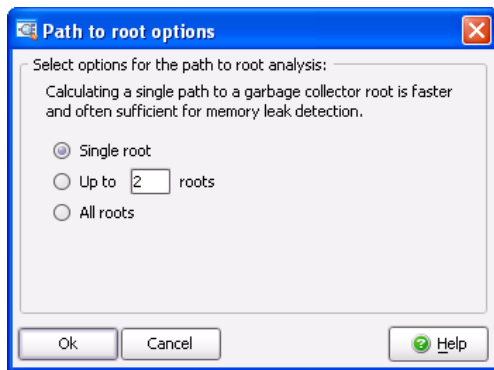 Path to root options
Select options for the path to root analysis:
Calculating a single path to a garbage collector root is faster
and often sufficient for memory leak detection.
Single root
Up to 2 roots
All roots
Ok Cancel Help